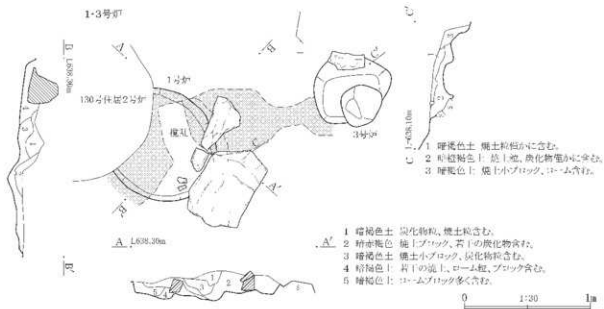 1・3号炉
A
B
C
B
L638.30m
1号炉
130号住居2号炉
撹乱
3号炉
C'
A'
B'
C
L=638.10m
1 暗褐色土 焼土粒僅かに含む。
2 暗橙褐色土 焼土粒、炭化物僅かに含む。
3 暗褐色土 焼土小ブロック、ローム含む。
A L638.20m A'
1 暗褐色土 炭化物粒、焼土粒含む。
2 暗赤褐色 焼土ブロック、若干の炭化物含む。
3 暗褐色土 焼土小ブロック、炭化物粒含む。
4 暗褐色土 若干の焼土、ローム粒、ブロック含む。
5 暗褐色土 ロームブロック多く含む。
0 1:30 1m